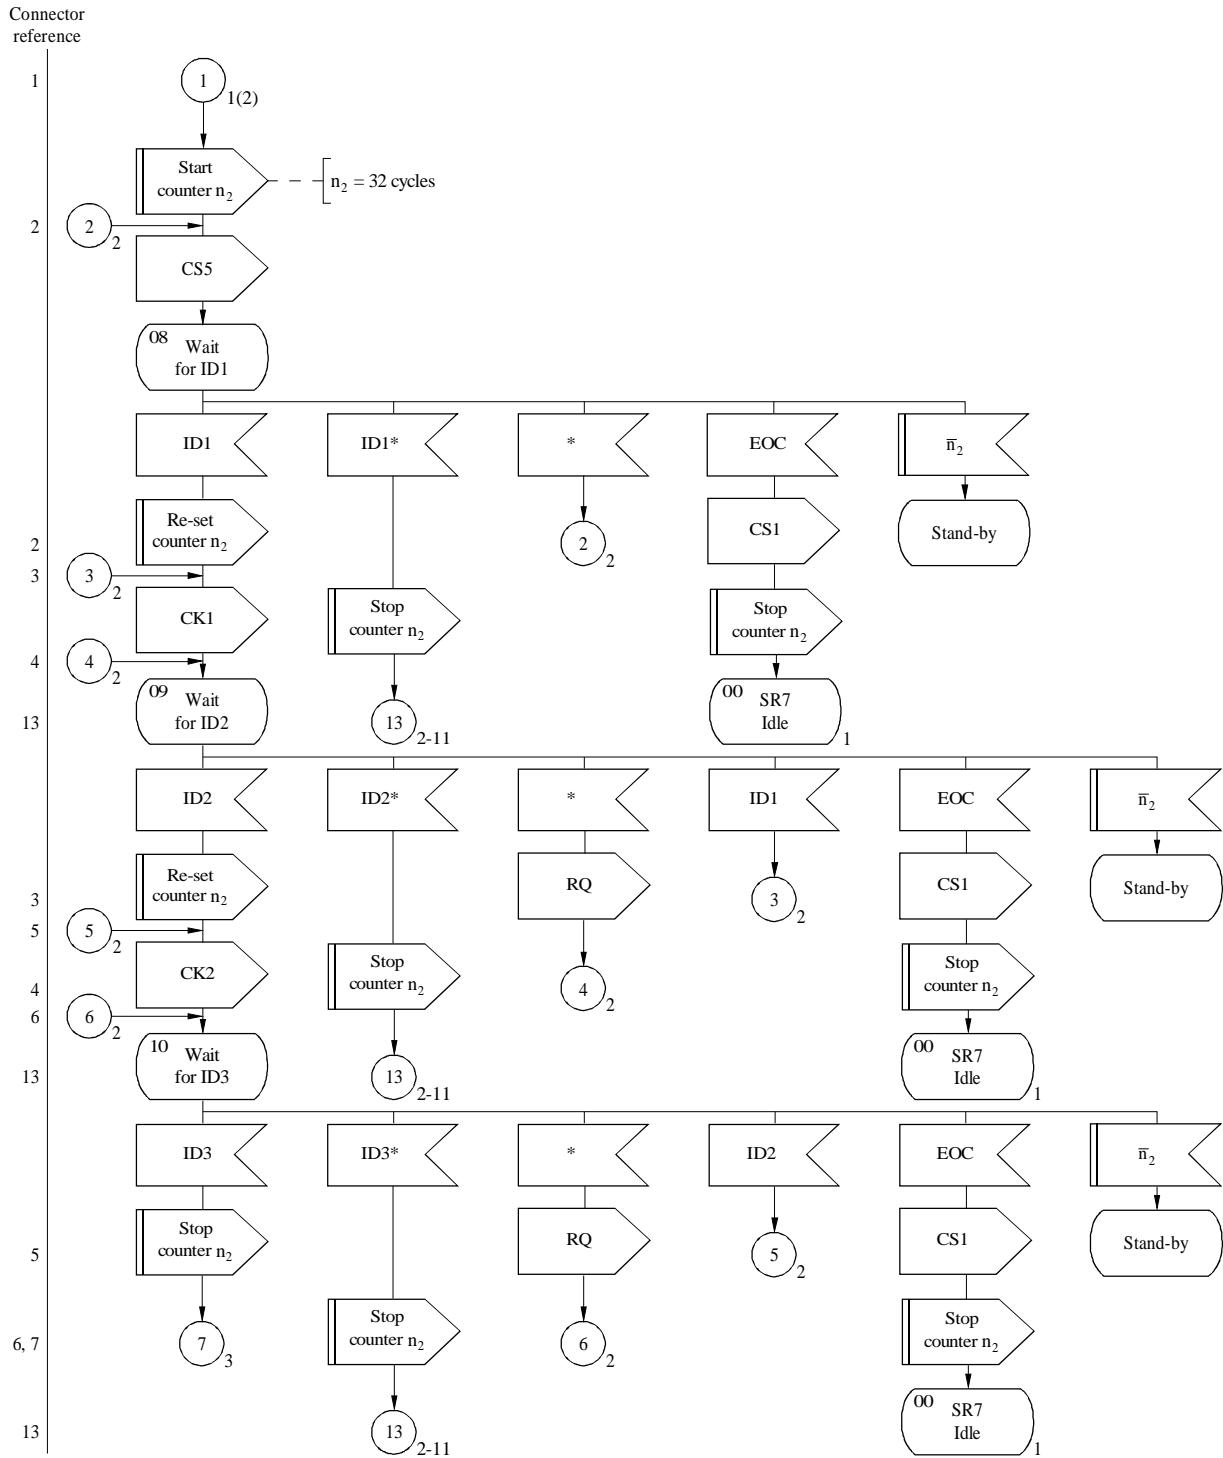 Connector
reference
1
1
1(2)
Start
counter n2
n2 = 32 cycles
2
2
2
CS5
08
Wait
for ID1
ID1
ID1*
*
EOC
n̅2
Re-set
counter n2
2
2
CS1
Stand-by
2
3
3
2
CK1
Stop
counter n2
Stop
counter n2
4
4
2
09
Wait
for ID2
13
13
2-11
00
SR7
Idle
1
ID2
ID2*
*
ID1
EOC
n̅2
Re-set
counter n2
RQ
3
2
CS1
Stand-by
3
5
5
2
CK2
Stop
counter n2
4
2
Stop
counter n2
4
6
6
2
10
Wait
for ID3
13
13
2-11
00
SR7
Idle
1
ID3
ID3*
*
ID2
EOC
n̅2
Stop
counter n2
RQ
5
2
CS1
Stand-by
5
6, 7
7
3
Stop
counter n2
6
2
Stop
counter n2
13
13
2-11
00
SR7
Idle
1